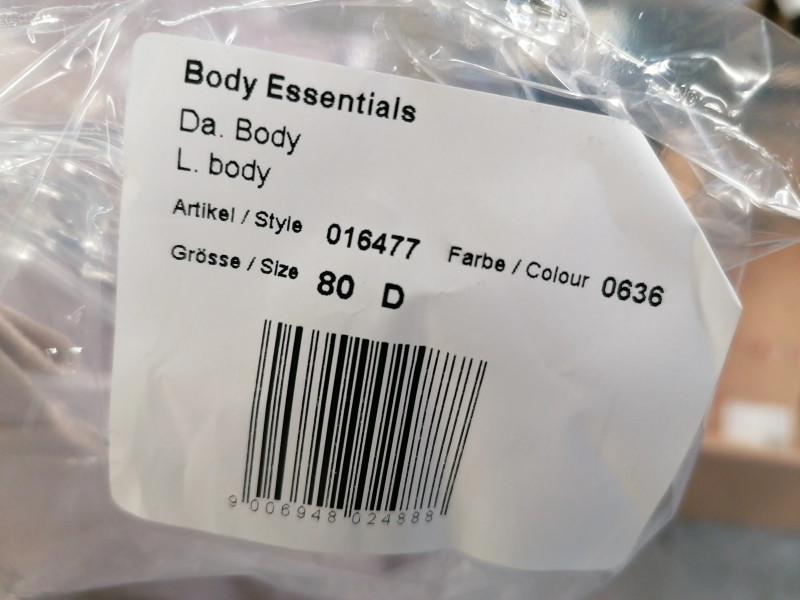 Body Essentials
Da. Body
L. body
Artikel / Style 016477 Farbe / Colour 0636
Grösse / Size 80 D
9 006948 024888